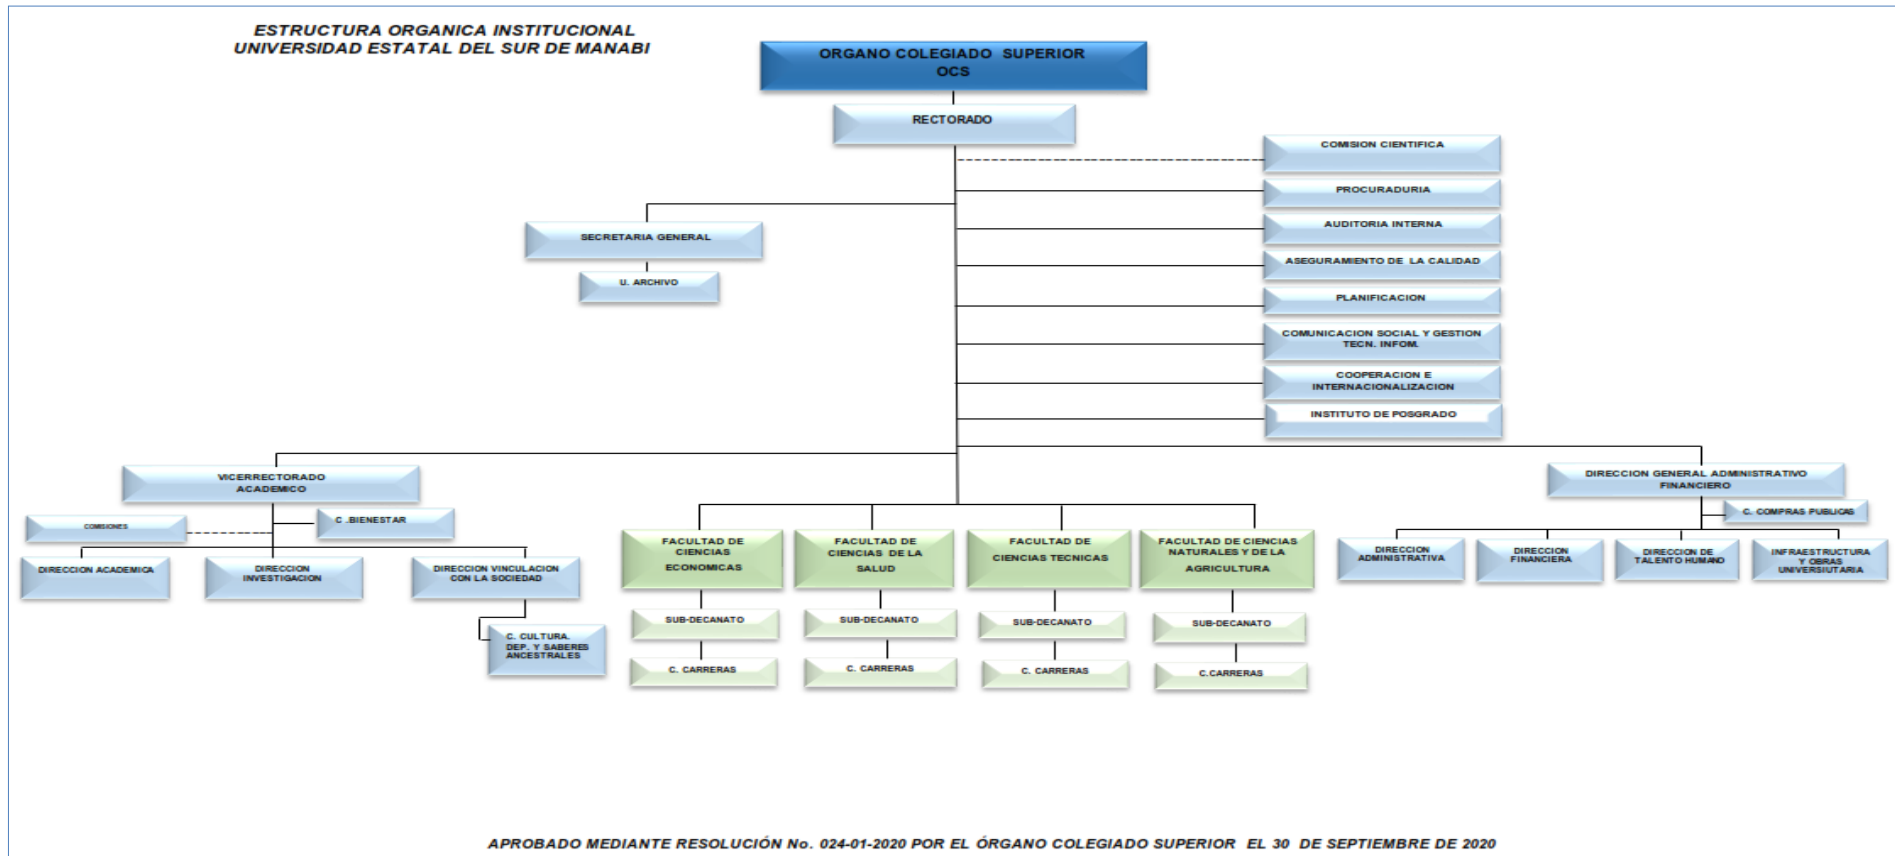 ESTRUCTURA ORGANICA INSTITUCIONAL
UNIVERSIDAD ESTATAL DEL SUR DE MANABI
ORGANO COLEGIADO SUPERIOR
OCS
RECTORADO
COMISION CIENTIFICA
PROCURADURIA
AUDITORIA INTERNA
ASEGURAMIENTO DE LA CALIDAD
PLANIFICACION
COMUNICACION SOCIAL Y GESTION
TECN. INFOM.
COOPERACION E
INTERNACIONALIZACION
INSTITUTO DE POSGRADO
SECRETARIA GENERAL
U. ARCHIVO
VICERRECTORADO
ACADEMICO
COMISIONES
C .BIENESTAR
DIRECCION ACADEMICA
DIRECCION
INVESTIGACION
DIRECCION VINCULACION
CON LA SOCIEDAD
C. CULTURA.
DEP. Y SABERES
ANCESTRALES
FACULTAD DE
CIENCIAS
ECONOMICAS
SUB-DECANATO
C. CARRERAS
FACULTAD DE
CIENCIAS DE LA
SALUD
SUB-DECANATO
C. CARRERAS
FACULTAD DE
CIENCIAS TECNICAS
SUB-DECANATO
C. CARRERAS
FACULTAD DE CIENCIAS
NATURALES Y DE LA
AGRICULTURA
SUB-DECANATO
C.CARRERAS
DIRECCION GENERAL ADMINISTRATIVO
FINANCIERO
C. COMPRAS PUBLICAS
DIRECCION
ADMINISTRATIVA
DIRECCION
FINANCIERA
DIRECCION DE
TALENTO HUMANO
INFRAESTRUCTURA
Y OBRAS
UNIVERSIUTARIA
APROBADO MEDIANTE RESOLUCIÓN No. 024-01-2020 POR EL ÓRGANO COLEGIADO SUPERIOR EL 30 DE SEPTIEMBRE DE 2020